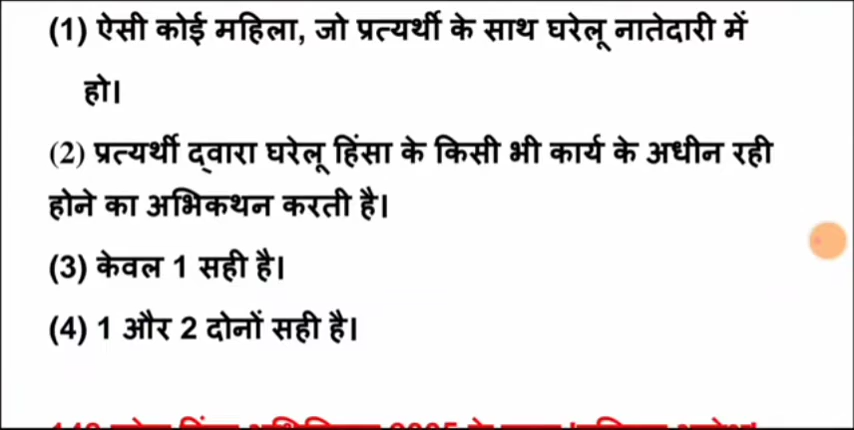 (1) ऐसी कोई महिला, जो प्रत्यर्थी के साथ घरेलू नातेदारी में
हो।
(2) प्रत्यर्थी द्वारा घरेलू हिंसा के किसी भी कार्य के अधीन रही
होने का अभिकथन करती है।
(3) केवल 1 सही है।
(4) 1 और 2 दोनों सही है।